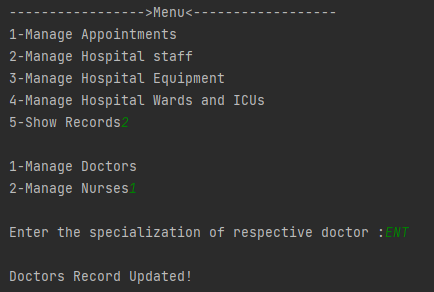 ----------------->Menu<------------------
1-Manage Appointments
2-Manage Hospital staff
3-Manage Hospital Equipment
4-Manage Hospital Wards and ICUs
5-Show Records2
1-Manage Doctors
2-Manage Nurses1
Enter the specialization of respective doctor :ENT
Doctors Record Updated!